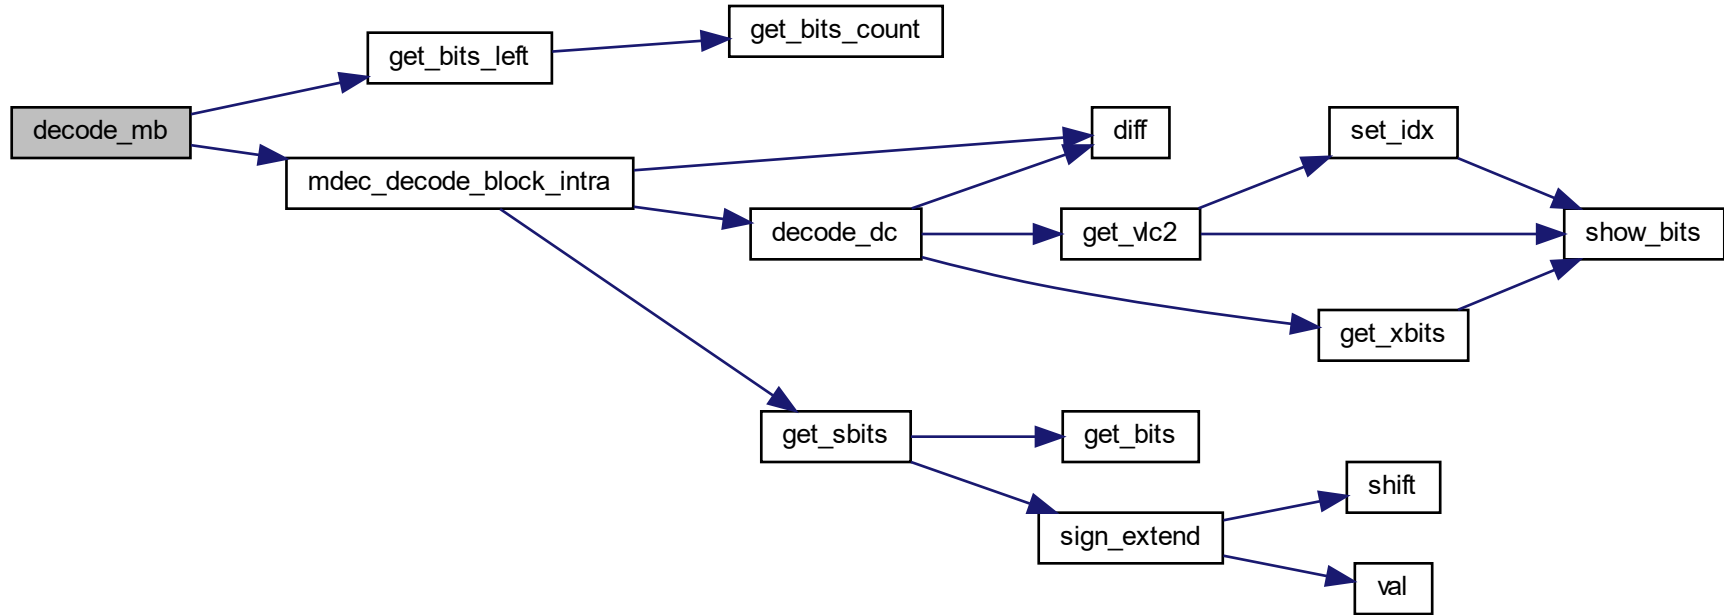 get_bits_count
get_bits_left
decode_mb
diff
set_idx
mdec_decode_block_intra
decode_dc
get_vlc2
show_bits
get_xbits
get_sbits
get_bits
shift
sign_extend
val